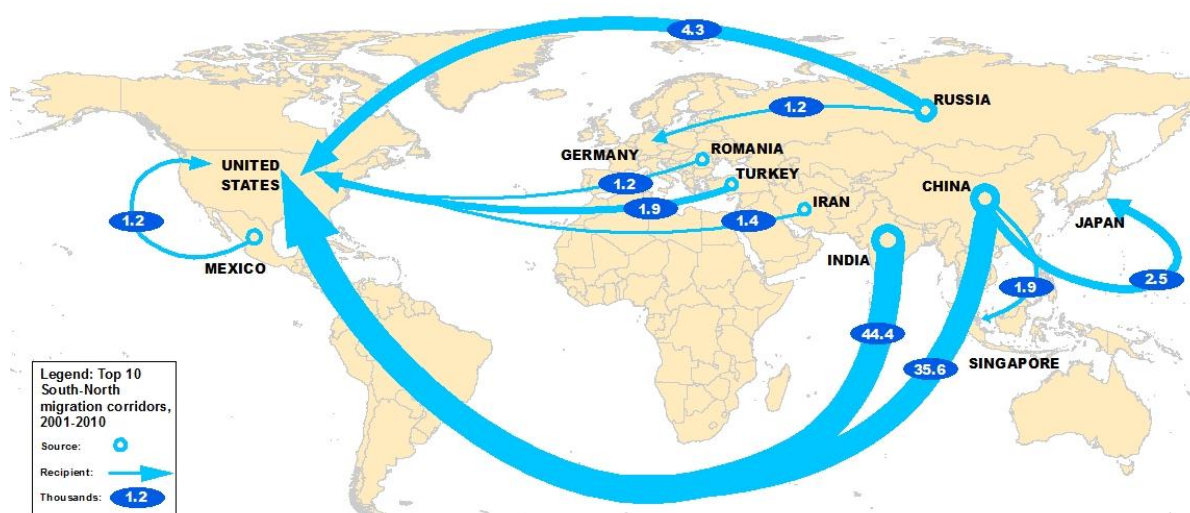 4.3
RUSSIA
1.2
GERMANY
ROMANIA
UNITED
STATES
TURKEY
CHINA
1.2
IRAN
1.9
1.4
1.2
JAPAN
MEXICO
INDIA
2.5
1.9
44.4
35.6
SINGAPORE
Legend: Top 10
South-North
migration corridors,
2001-2010
Source:
Recipient:
Thousands: 1.2